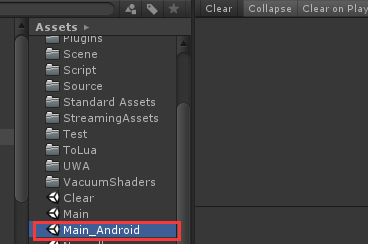 Clear Collapse Clear on Play
Assets
Plugins
Scene
Script
Source
Standard Assets
StreamingAssets
Test
ToLua
UWA
VacuumShaders
Clear
Main
Main_Android